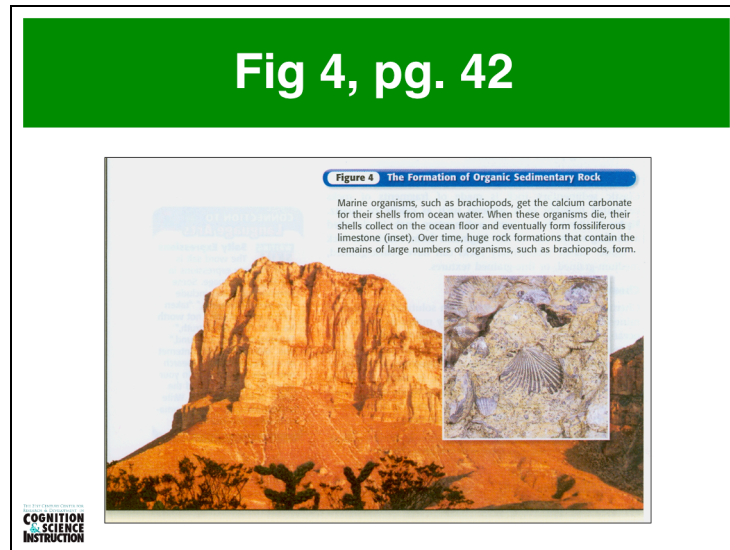 Fig 4, pg. 42
Figure 4 The Formation of Organic Sedimentary Rock
Marine organisms, such as brachiopods, get the calcium carbonate
for their shells from ocean water. When these organisms die, their
shells collect on the ocean floor and eventually form fossiliferous
limestone (inset). Over time, huge rock formations that contain the
remains of large numbers of organisms, such as brachiopods, form.
COGNITION
& SCIENCE
INSTRUCTION